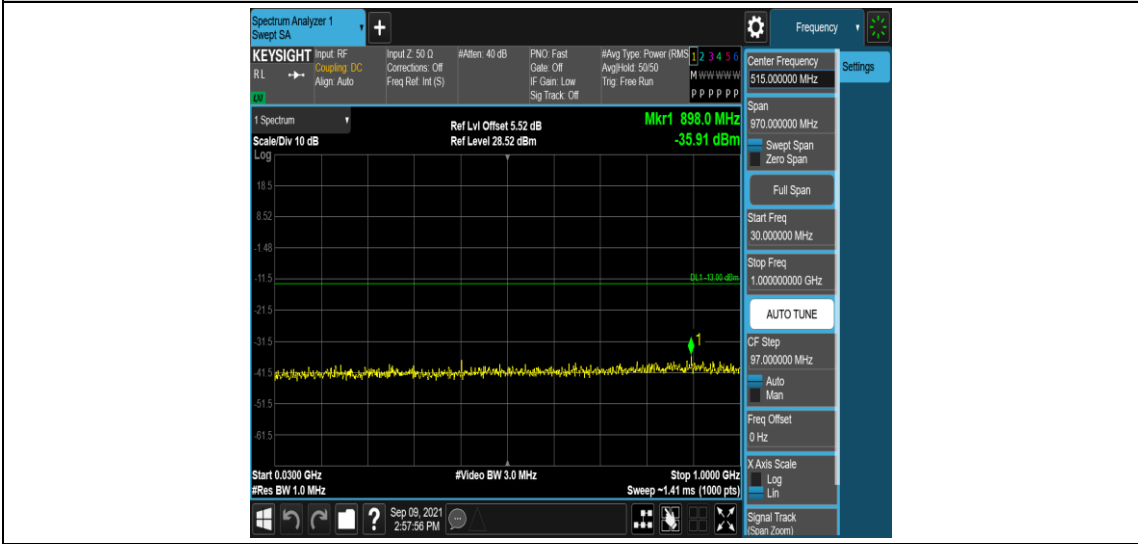 Spectrum Analyzer 1
Swept SA
+
Frequency
KEYSIGHT
RL
LNI
Input: RF
Coupling: DC
Align: Auto
Input Z: 50 Ω
Corrections: Off
Freq Ref: Int (S)
#Atten: 40 dB
PNO: Fast
Gate: Off
IF Gain: Low
Sig Track: Off
#Avg Type: Power (RMS
Avg|Hold: 50/50
Trig: Free Run
1 2 3 4 5 6
M W W W W W
P P P P P P
Settings
1 Spectrum
Scale/Div 10 dB
Log
Ref Lvl Offset 5.52 dB
Ref Level 28.52 dBm
Mkr1 898.0 MHz
-35.91 dBm
18.5
8.52
-1.48
-11.5
DL1 -13.00 dBm
-21.5
-31.5
1
-41.5
-51.5
-61.5
Start 0.0300 GHz
#Res BW 1.0 MHz
#Video BW 3.0 MHz
Stop 1.0000 GHz
Sweep ~1.41 ms (1000 pts)
Center Frequency
515.000000 MHz
Span
970.000000 MHz
Swept Span
Zero Span
Full Span
Start Freq
30.000000 MHz
Stop Freq
1.000000000 GHz
AUTO TUNE
CF Step
97.000000 MHz
Auto
Man
Freq Offset
0 Hz
X Axis Scale
Log
Lin
Signal Track
(Span Zoom)
?
Sep 09, 2021
2:57:56 PM